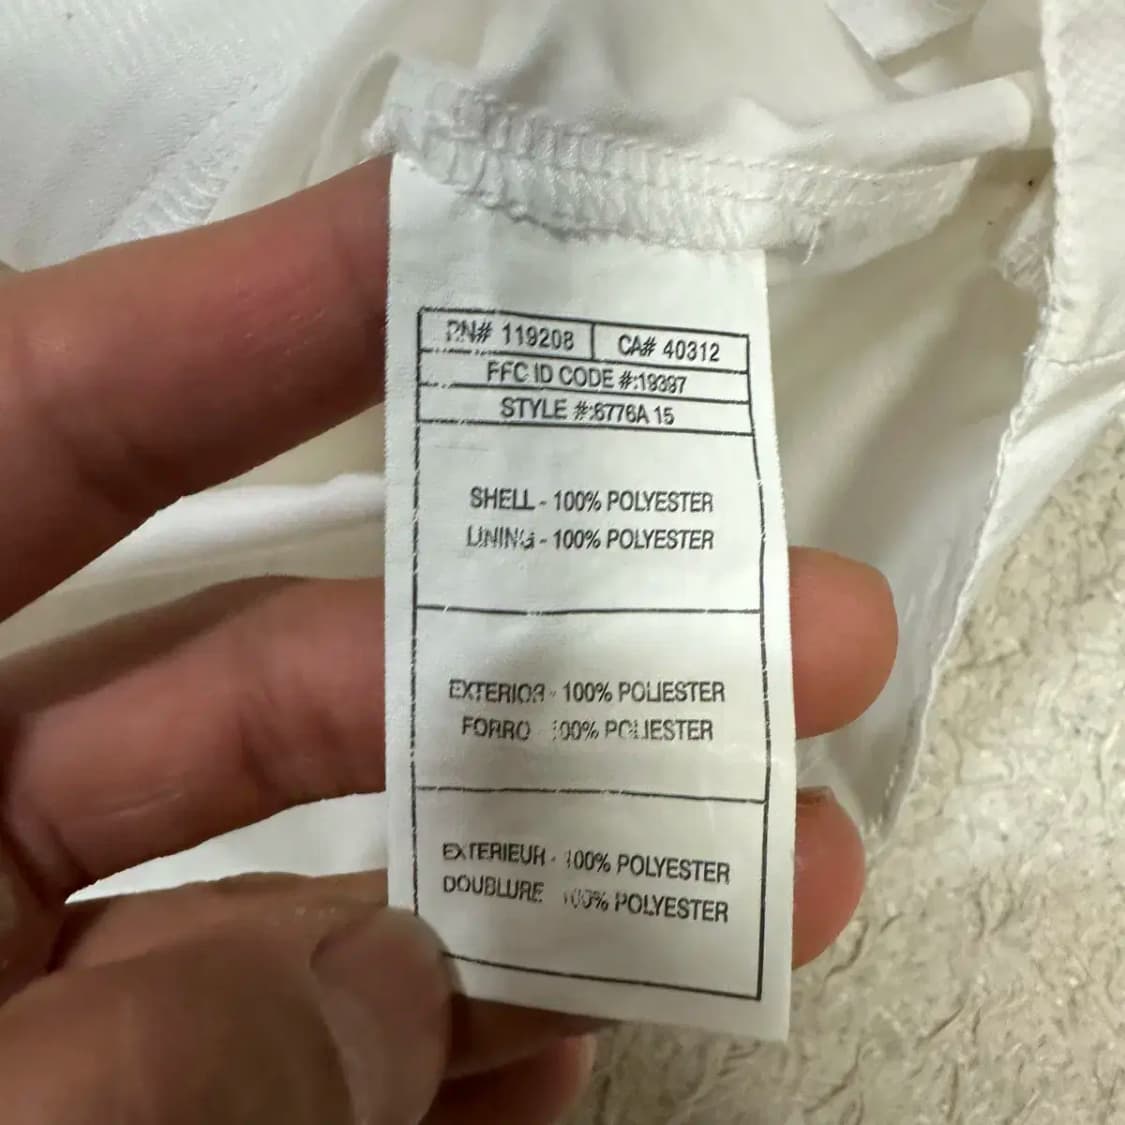 RN# 119208 CA# 40312
FFC ID CODE #:19397
STYLE #:6776A 15
SHELL - 100% POLYESTER
LINING - 100% POLYESTER
EXTERIOR - 100% POLIESTER
FORRO 100% POLIESTER
EXTERIEUR - 100% POLYESTER
DOUBLURE 100% POLYESTER